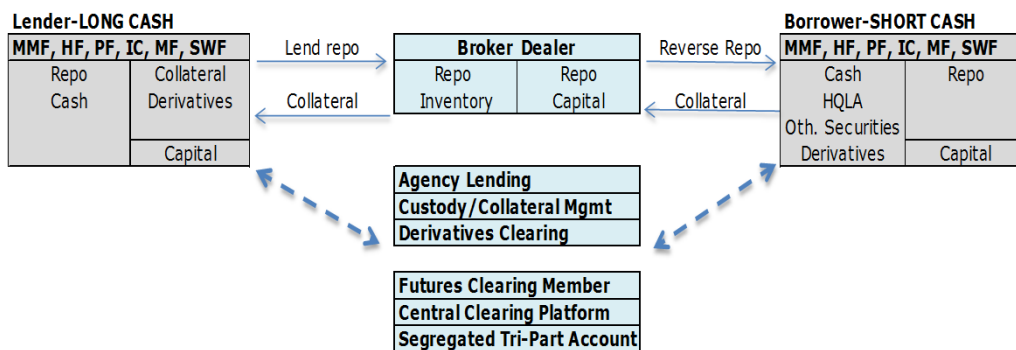 Lender-LONG CASH
MMF, HF, PF, IC, MF, SWF
Repo Collateral
Cash Derivatives
Capital
Lend repo
Collateral
Broker Dealer
Repo Repo
Inventory Capital
Reverse Repo
Collateral
Borrower-SHORT CASH
MMF, HF, PF, IC, MF, SWF
Cash Repo
HQLA
Oth. Securities
Derivatives Capital
Agency Lending
Custody/Collateral Mgmt
Derivatives Clearing
Futures Clearing Member
Central Clearing Platform
Segregated Tri-Part Account